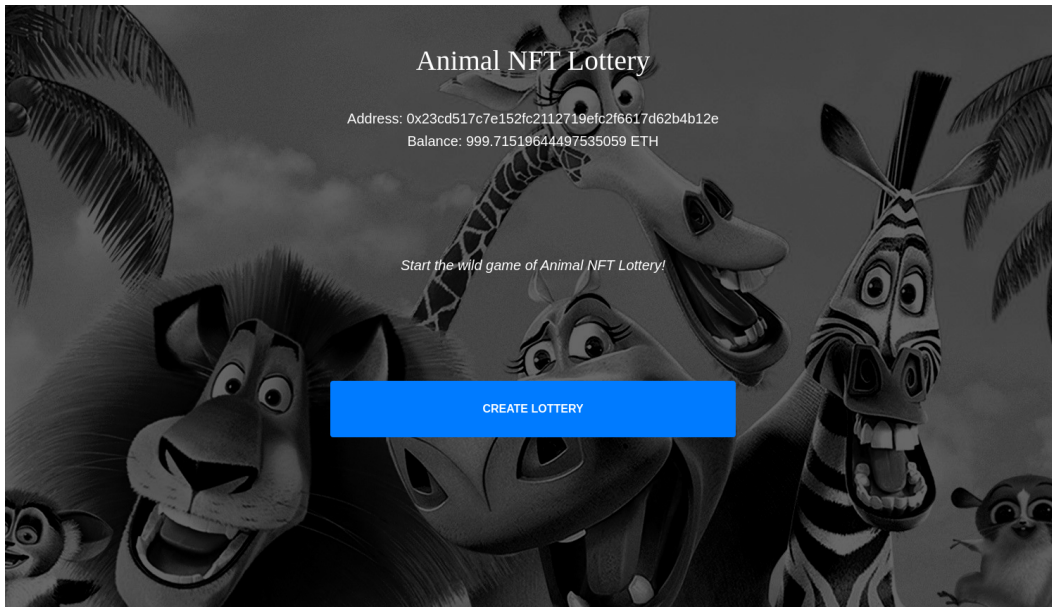 Animal NFT Lottery
Address: 0x23cd517c7e152fc2112719efc2f6617d62b4b12e
Balance: 999.71519644497535059 ETH
Start the wild game of Animal NFT Lottery!
CREATE LOTTERY